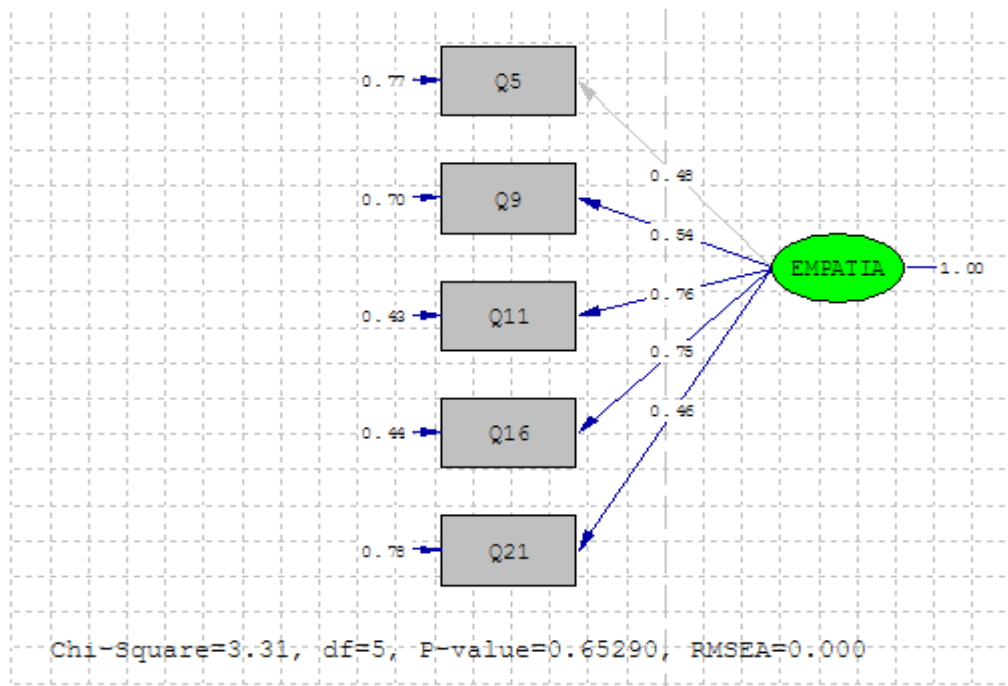 0.77 Q5
0.48
0.70 Q9
0.54
EMPATIA 1.00
0.76
0.43 Q11
0.75
0.46
0.44 Q16
0.78 Q21
Chi-Square=3.31, df=5, P-value=0.65290, RMSEA=0.000